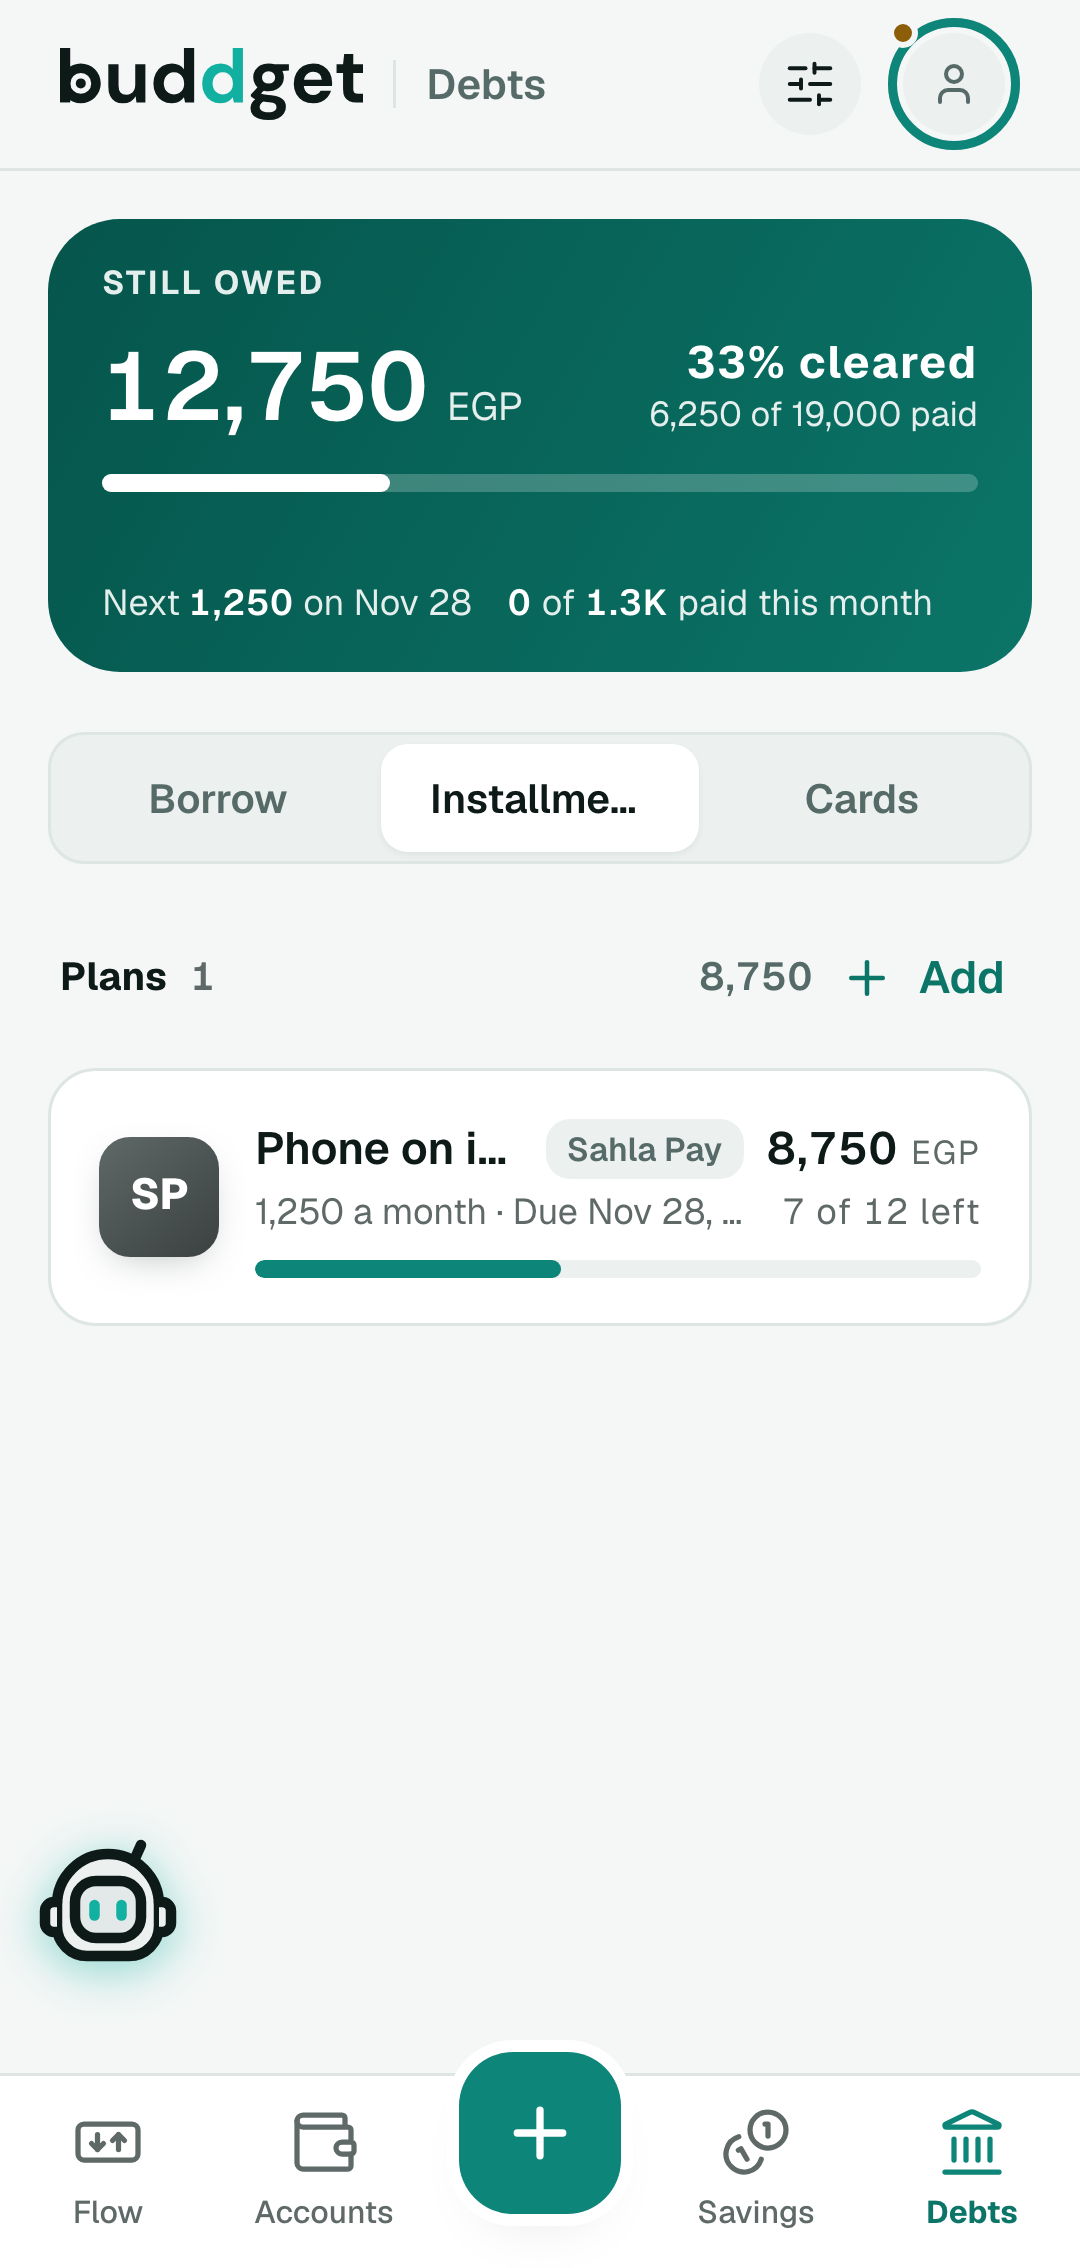 buddget
Debts
STILL OWED
12,750 EGP
33% cleared
6,250 of 19,000 paid
Next 1,250 on Nov 28 0 of 1.3K paid this month
Borrow
Installme...
Cards
Plans 1
8,750
+ Add
SP
Phone on i...
Sahla Pay
8,750 EGP
1,250 a month · Due Nov 28, ...
7 of 12 left
Flow
Accounts
Savings
Debts